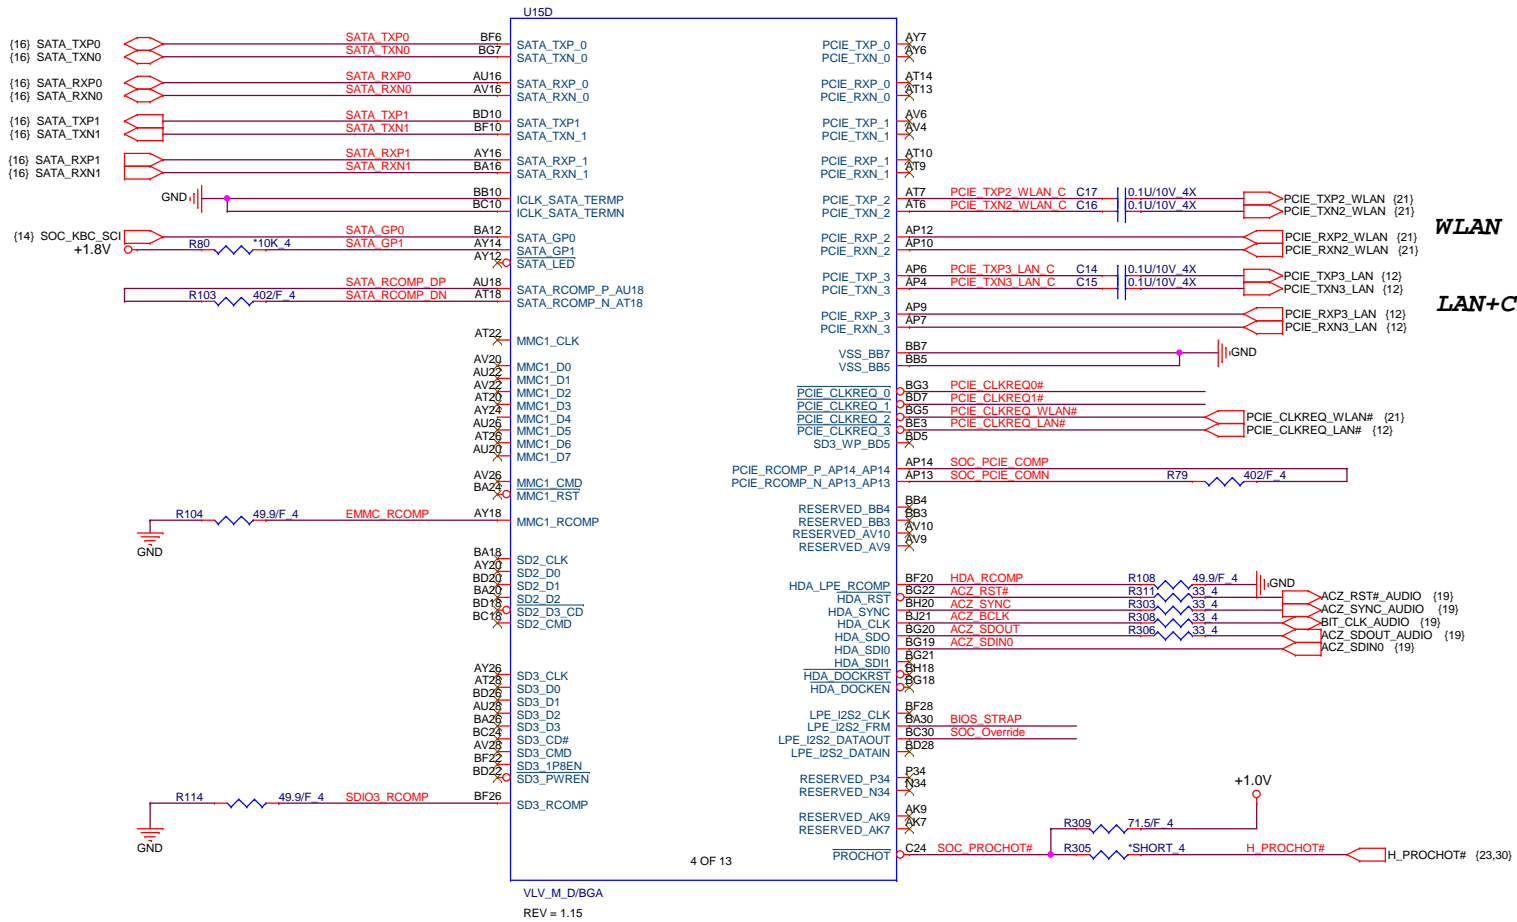 U15D
{16} SATA_TXP0 SATA_TXP0 BF6 SATA_TXP_0
{16} SATA_TXN0 SATA_TXN0 BG7 SATA_TXN_0
{16} SATA_RXP0 SATA_RXP0 AU16 SATA_RXP_0
{16} SATA_RXN0 SATA_RXN0 AV16 SATA_RXN_0
{16} SATA_TXP1 SATA_TXP1 BD10 SATA_TXP1
{16} SATA_TXN1 SATA_TXN1 BF10 SATA_TXN_1
{16} SATA_RXP1 SATA_RXP1 AY16 SATA_RXP_1
{16} SATA_RXN1 SATA_RXN1 BA16 SATA_RXN_1
GND BB10 ICLK_SATA_TERMP
BC10 ICLK_SATA_TERMN
{14} SOC_KBC_SCI SATA_GP0 BA12 SATA_GP0
+1.8V R80 *10K_4 SATA_GP1 AY14 SATA_GP1
AY12 SATA_LED
SATA_RCOMP_DP AU18 SATA_RCOMP_P_AU18
R103 402/F_4 SATA_RCOMP_DN AT18 SATA_RCOMP_N_AT18
AT22 MMC1_CLK
AV20 MMC1_D0
AU22 MMC1_D1
AV22 MMC1_D2
AT20 MMC1_D3
AY24 MMC1_D4
AU26 MMC1_D5
AT26 MMC1_D6
AU20 MMC1_D7
AV26 MMC1_CMD
BA24 MMC1_RST
R104 49.9/F_4 EMMC_RCOMP AY18 MMC1_RCOMP
GND
BA18 SD2_CLK
AY20 SD2_D0
BD20 SD2_D1
BA20 SD2_D2
BD18 SD2_D3_CD
BC18 SD2_CMD
AY26 SD3_CLK
AT28 SD3_D0
BD26 SD3_D1
AU28 SD3_D2
BA26 SD3_D3
BC24 SD3_CD#
AV28 SD3_CMD
BF22 SD3_1P8EN
BD22 SD3_PWREN
R114 49.9/F_4 SDIO3_RCOMP BF26 SD3_RCOMP
GND
PCIE_TXP_0 AY7
PCIE_TXN_0 AY6
PCIE_RXP_0 AT14
PCIE_RXN_0 AT13
PCIE_TXP_1 AV6
PCIE_TXN_1 AV4
PCIE_RXP_1 AT10
PCIE_RXN_1 AT9
PCIE_TXP_2 AT7 PCIE_TXP2_WLAN_C C17 0.1U/10V_4X PCIE_TXP2_WLAN {21}
PCIE_TXN_2 AT6 PCIE_TXN2_WLAN_C C16 0.1U/10V_4X PCIE_TXN2_WLAN {21}
WLAN
PCIE_RXP_2 AP12 PCIE_RXP2_WLAN {21}
PCIE_RXN_2 AP10 PCIE_RXN2_WLAN {21}
PCIE_TXP_3 AP6 PCIE_TXP3_LAN_C C14 0.1U/10V_4X PCIE_TXP3_LAN {12}
PCIE_TXN_3 AP4 PCIE_TXN3_LAN_C C15 0.1U/10V_4X PCIE_TXN3_LAN {12}
LAN+C
PCIE_RXP_3 AP9 PCIE_RXP3_LAN {12}
PCIE_RXN_3 AP7 PCIE_RXN3_LAN {12}
VSS_BB7 BB7 GND
VSS_BB5 BB5
PCIE_CLKREQ_0 BG3 PCIE_CLKREQ0#
PCIE_CLKREQ_1 BD7 PCIE_CLKREQ1#
PCIE_CLKREQ_2 BG5 PCIE_CLKREQ_WLAN# PCIE_CLKREQ_WLAN# {21}
PCIE_CLKREQ_3 BE3 PCIE_CLKREQ_LAN# PCIE_CLKREQ_LAN# {12}
SD3_WP_BD5 BD5
PCIE_RCOMP_P_AP14_AP14 AP14 SOC_PCIE_COMP
PCIE_RCOMP_N_AP13_AP13 AP13 SOC_PCIE_COMN R79 402/F_4
RESERVED_BB4 BB4
RESERVED_BB3 BB3
RESERVED_AV10 AV10
RESERVED_AV9 AV9
HDA_LPE_RCOMP BF20 HDA_RCOMP R108 49.9/F_4 GND
HDA_RST BG22 ACZ_RST# R311 33_4 ACZ_RST#_AUDIO {19}
HDA_SYNC BH20 ACZ_SYNC R303 33_4 ACZ_SYNC_AUDIO {19}
HDA_CLK BJ21 ACZ_BCLK R308 33_4 BIT_CLK_AUDIO {19}
HDA_SDO BG20 ACZ_SDOUT R306 33_4 ACZ_SDOUT_AUDIO {19}
HDA_SDI0 BG19 ACZ_SDIN0 ACZ_SDIN0 {19}
HDA_SDI1 BG21
HDA_DOCKRST BH18
HDA_DOCKEN BG18
LPE_I2S2_CLK BF28
LPE_I2S2_FRM BA30 BIOS_STRAP
LPE_I2S2_DATAOUT BC30 SOC_Override
LPE_I2S2_DATAIN BD28
RESERVED_P34 P34
RESERVED_N34 N34
+1.0V
RESERVED_AK9 AK9
RESERVED_AK7 AK7
R309 71.5/F_4
PROCHOT C24 SOC_PROCHOT# R305 *SHORT_4 H_PROCHOT# H_PROCHOT# {23,30}
4 OF 13
VLV_M_D/BGA
REV = 1.15